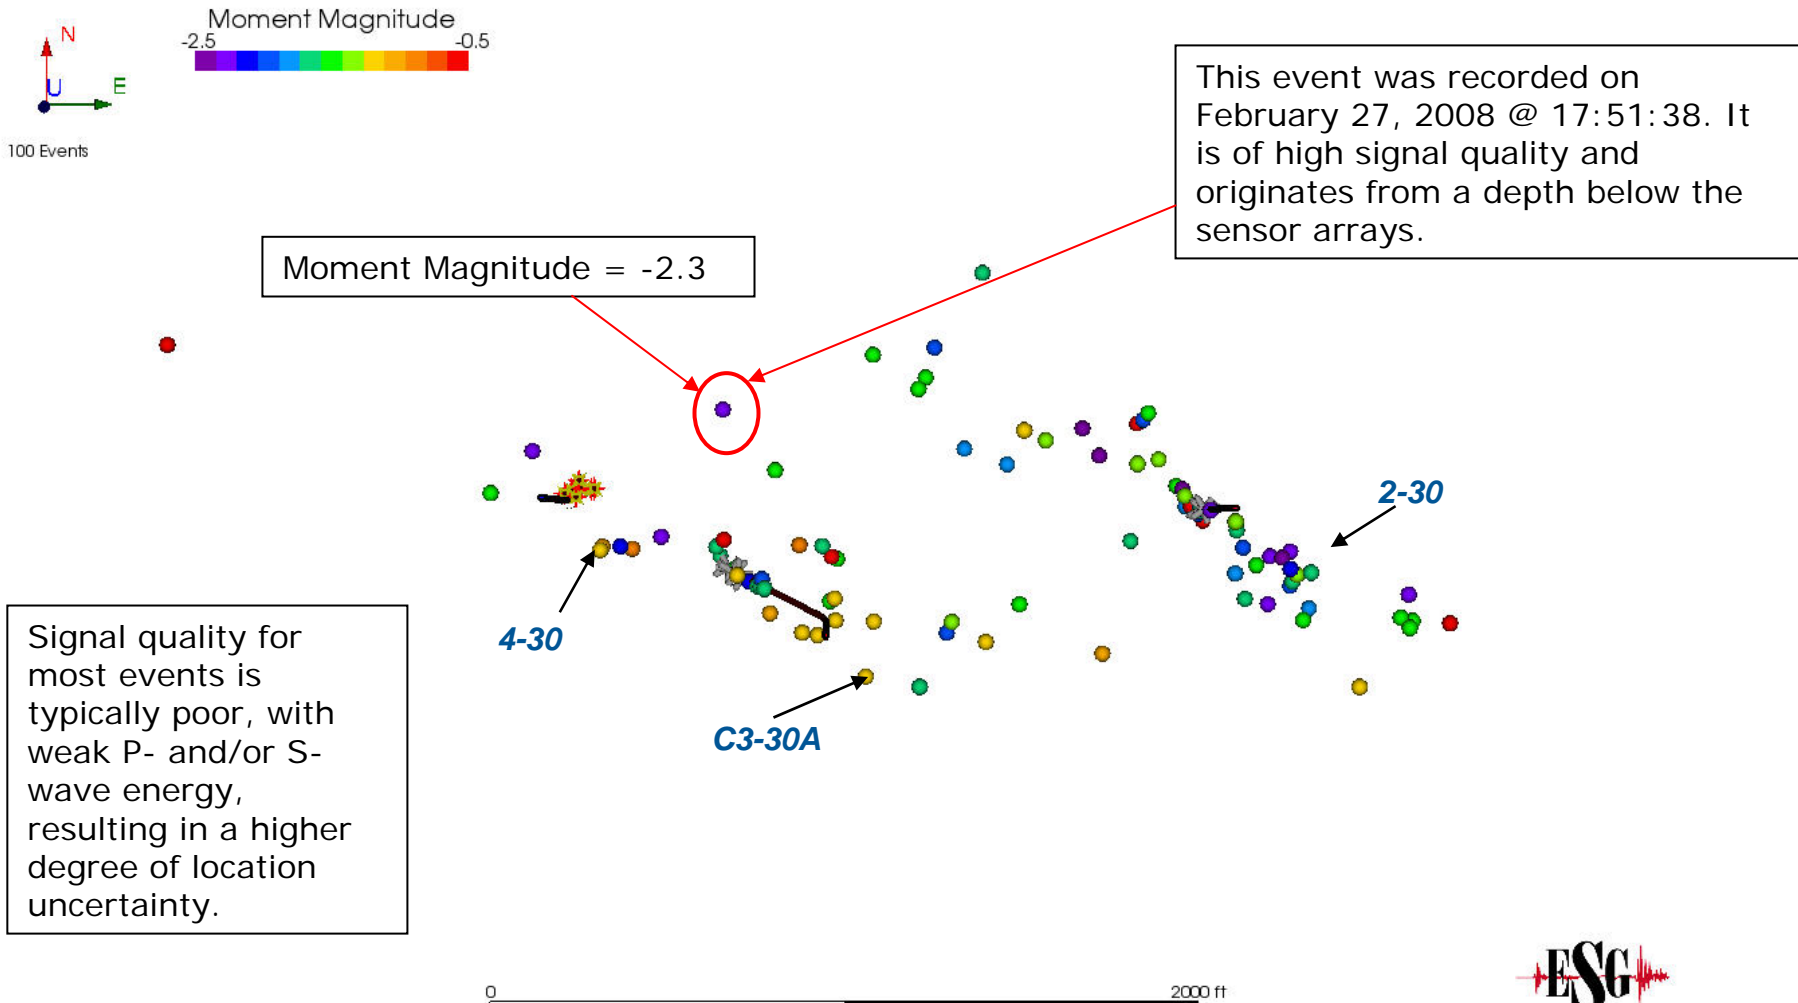 Moment Magnitude
-2.5
-0.5
N
U
E
100 Events
This event was recorded on
February 27, 2008 @ 17:51:38. It
is of high signal quality and
originates from a depth below the
sensor arrays.
Moment Magnitude = -2.3
2-30
4-30
C3-30A
Signal quality for
most events is
typically poor, with
weak P- and/or S-
wave energy,
resulting in a higher
degree of location
uncertainty.
0
2000 ft
ESG